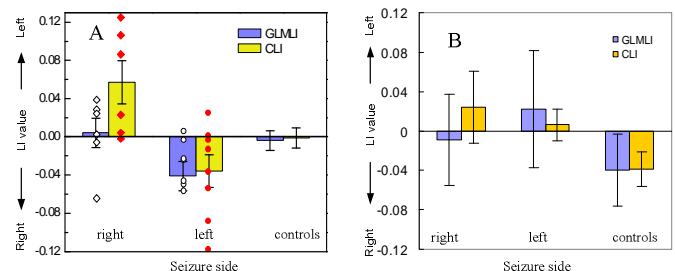 0.12
0.08
0.04
0.00
-0.04
-0.08
-0.12
Left
LI value
Right
A
GLMLI
CLI
right
left
controls
Seizure side
0.12
0.08
0.04
0
-0.04
-0.08
-0.12
Left
LI value
Right
B
GLMLI
CLI
right
left
controls
Seizure side